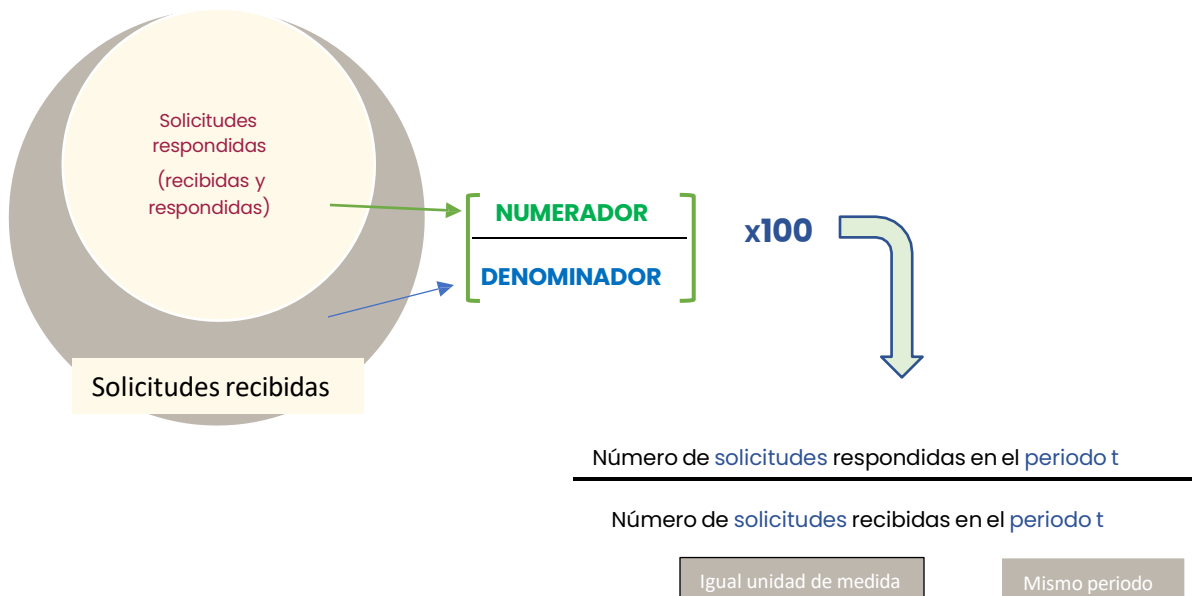 Solicitudes
respondidas
(recibidas y
respondidas)
Solicitudes recibidas
NUMERADOR
DENOMINADOR
x100
Número de solicitudes respondidas en el periodo t
Número de solicitudes recibidas en el periodo t
Igual unidad de medida
Mismo periodo